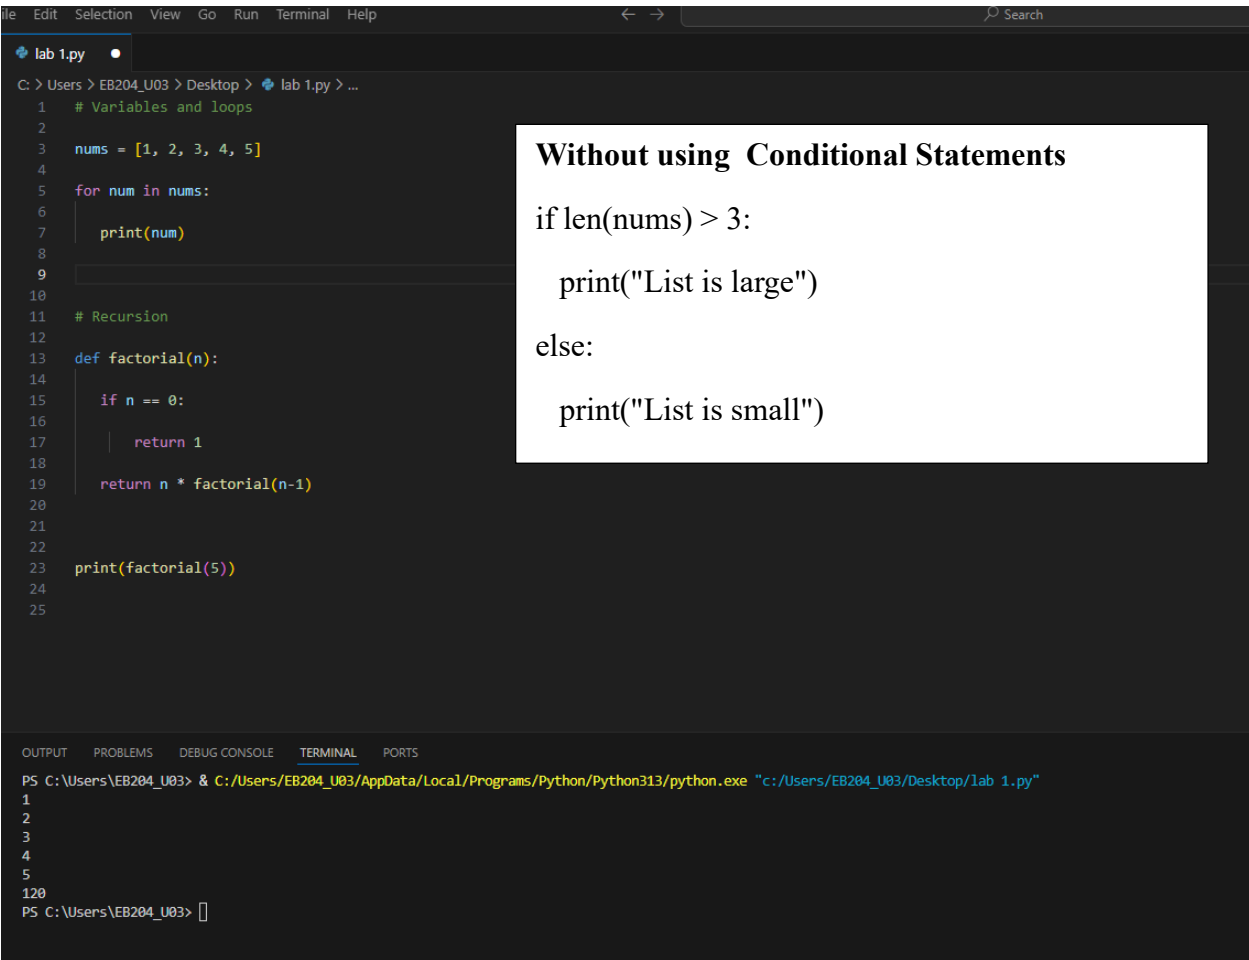 ile Edit Selection View Go Run Terminal Help ← → Search
lab 1.py
C: > Users > EB204_U03 > Desktop > lab 1.py > ...
1 # Variables and loops
2
3 nums = [1, 2, 3, 4, 5]
4
5 for num in nums:
6
7 print(num)
8
9
10
11 # Recursion
12
13 def factorial(n):
14
15 if n == 0:
16
17 return 1
18
19 return n * factorial(n-1)
20
21
22
23 print(factorial(5))
24
25
Without using Conditional Statements
if len(nums) > 3:
print("List is large")
else:
print("List is small")
OUTPUT PROBLEMS DEBUG CONSOLE TERMINAL PORTS
PS C:\Users\EB204_U03> & C:/Users/EB204_U03/AppData/Local/Programs/Python/Python313/python.exe "c:/Users/EB204_U03/Desktop/lab 1.py"
1
2
3
4
5
120
PS C:\Users\EB204_U03>